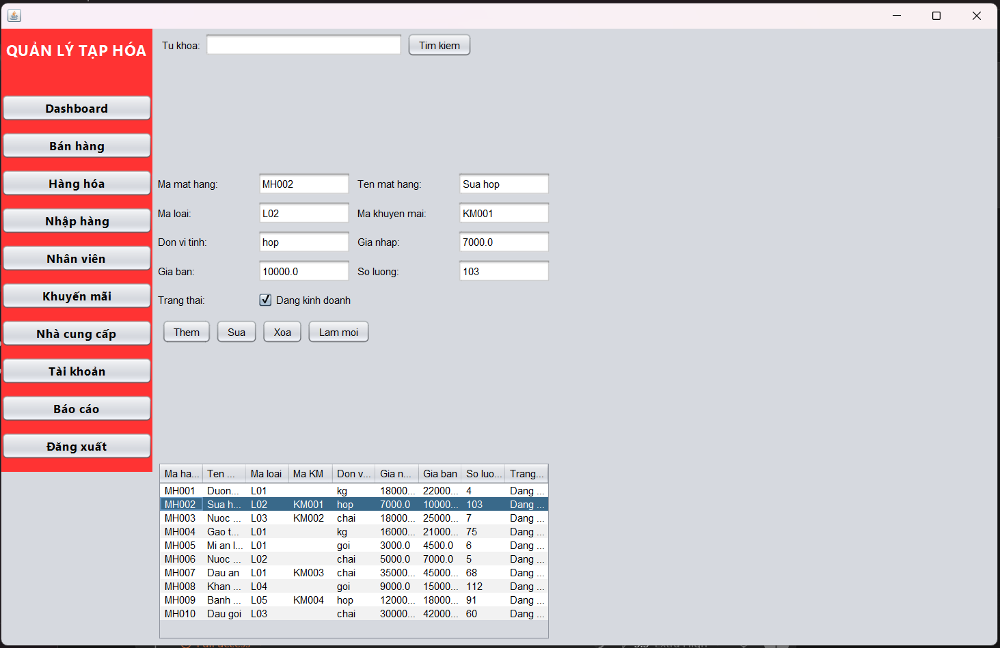 QUẢN LÝ TẠP HÓA
Dashboard
Bán hàng
Hàng hóa
Nhập hàng
Nhân viên
Khuyến mãi
Nhà cung cấp
Tài khoản
Báo cáo
Đăng xuất
Tu khoa: Tim kiem
Ma mat hang: MH002 Ten mat hang: Sua hop
Ma loai: L02 Ma khuyen mai: KM001
Don vi tinh: hop Gia nhap: 7000.0
Gia ban: 10000.0 So luong: 103
Trang thai: Dang kinh doanh
Them Sua Xoa Lam moi
Ma ha... Ten ... Ma loai Ma KM Don v... Gia n... Gia ban So luo... Trang...
MH001 Duon... L01 kg 18000... 22000... 4 Dang ...
MH002 Sua h... L02 KM001 hop 7000.0 10000... 103 Dang ...
MH003 Nuoc ... L03 KM002 chai 18000... 25000... 7 Dang ...
MH004 Gao t... L01 kg 16000... 21000... 75 Dang ...
MH005 Mi an l... L01 goi 3000.0 4500.0 6 Dang ...
MH006 Nuoc ... L02 chai 5000.0 7000.0 5 Dang ...
MH007 Dau an L01 KM003 chai 35000... 45000... 68 Dang ...
MH008 Khan ... L04 goi 9000.0 15000... 112 Dang ...
MH009 Banh ... L05 KM004 hop 12000... 18000... 91 Dang ...
MH010 Dau goi L03 chai 30000... 42000... 60 Dang ...